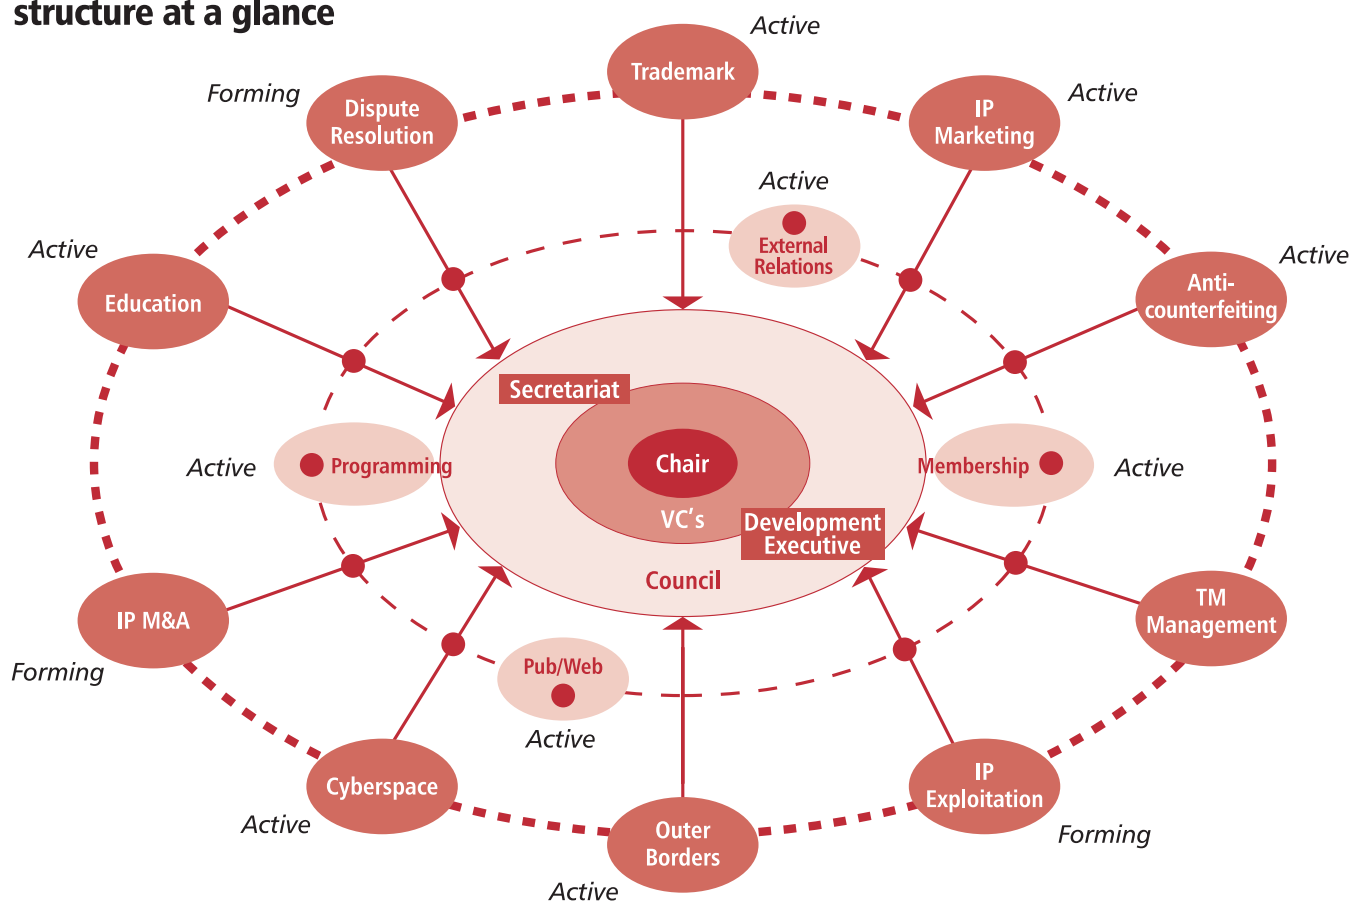 structure at a glance
Active
Trademark
Forming
Dispute
Resolution
Active
IP
Marketing
Active
External
Relations
Active
Education
Active
Anti-
counterfeiting
Secretariat
Active
Programming
Chair
VC's
Membership
Active
Development
Executive
Council
IP M&A
Forming
TM
Management
Pub/Web
Active
Cyberspace
Active
IP
Exploitation
Forming
Outer
Borders
Active